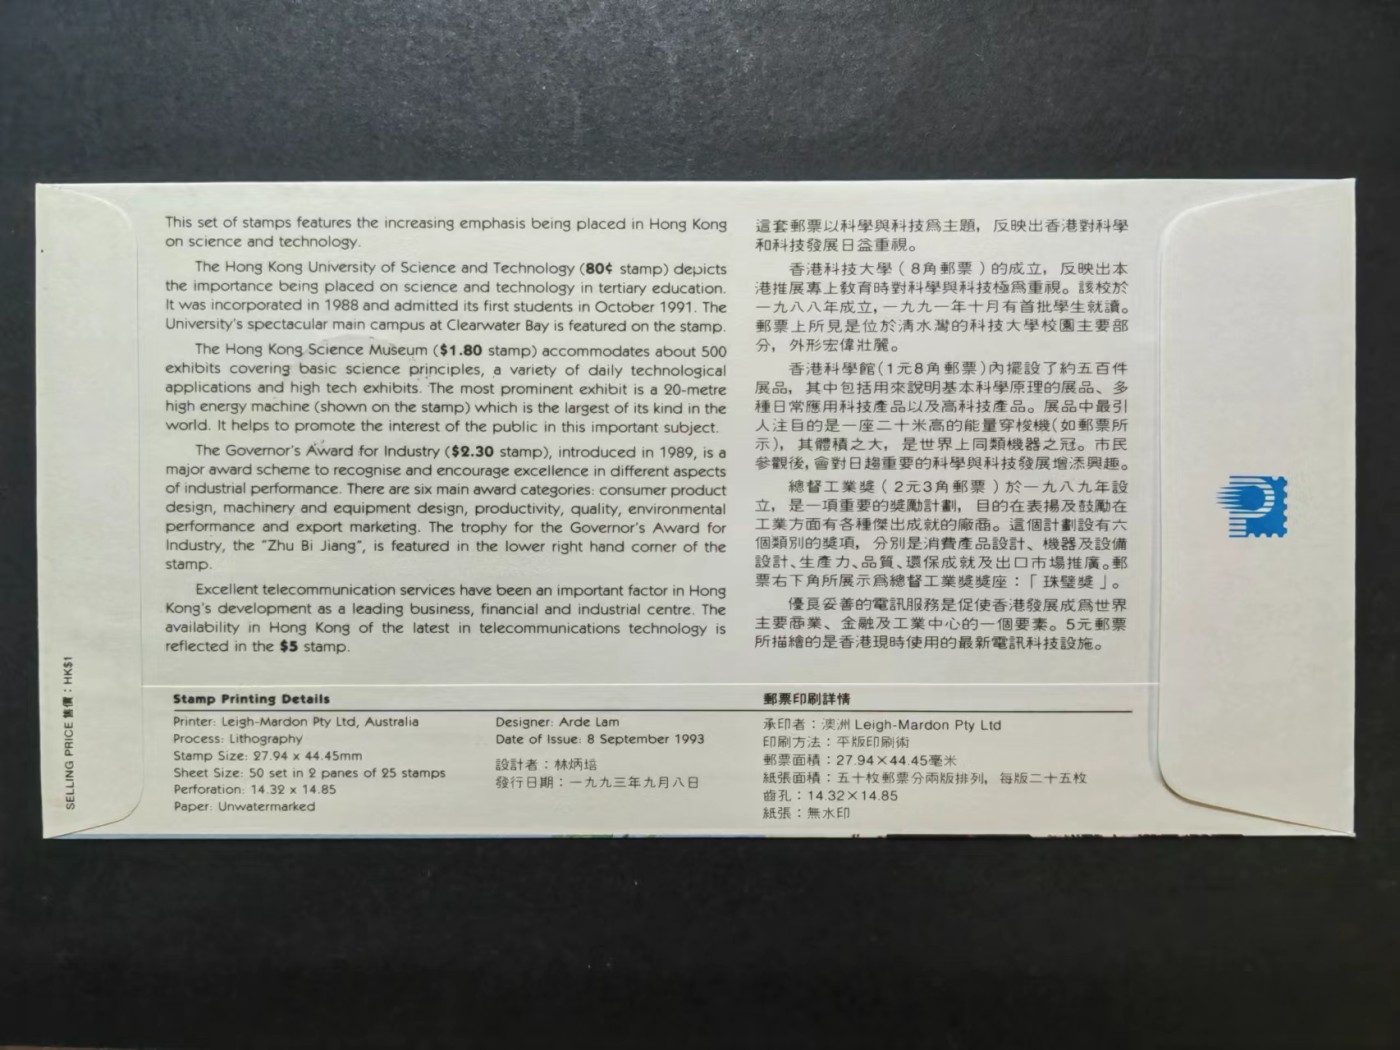 This set of stamps features the increasing emphasis being placed in Hong Kong
on science and technology.
The Hong Kong University of Science and Technology (80¢ stamp) depicts
the importance being placed on science and technology in tertiary education.
It was incorporated in 1988 and admitted its first students in October 1991. The
University's spectacular main campus at Clearwater Bay is featured on the stamp.
The Hong Kong Science Museum ($1.80 stamp) accommodates about 500
exhibits covering basic science principles, a variety of daily technological
applications and high tech exhibits. The most prominent exhibit is a 20-metre
high energy machine (shown on the stamp) which is the largest of its kind in the
world. It helps to promote the interest of the public in this important subject.
The Governor's Award for Industry ($2.30 stamp), introduced in 1989, is a
major award scheme to recognise and encourage excellence in different aspects
of industrial performance. There are six main award categories: consumer product
design, machinery and equipment design, productivity, quality, environmental
performance and export marketing. The trophy for the Governor's Award for
Industry, the "Zhu Bi Jiang", is featured in the lower right hand corner of the
stamp.
Excellent telecommunication services have been an important factor in Hong
Kong's development as a leading business, financial and industrial centre. The
availability in Hong Kong of the latest in telecommunications technology is
reflected in the $5 stamp.
這套郵票以科學與科技爲主題，反映出香港對科學
和科技發展日益重視。
香港科技大學（8角郵票）的成立，反映出本
港推展專上敎育時對科學與科技極爲重視。該校於
一九八八年成立，一九九一年十月有首批學生就讀。
郵票上所見是位於淸水灣的科技大學校園主要部
分，外形宏偉壯麗。
香港科學館（1元8角郵票）內擺設了約五百件
展品，其中包括用來說明基本科學原理的展品、多
種日常應用科技產品以及高科技產品。展品中最引
人注目的是一座二十米高的能量穿梭機（如郵票所
示），其體積之大，是世界上同類機器之冠。市民
參觀後，會對日趨重要的科學與科技發展增添興趣。
總督工業獎（2元3角郵票）於一九八九年設
立，是一項重要的獎勵計劃，目的在表揚及鼓勵在
工業方面有各種傑出成就的廠商。這個計劃設有六
個類別的獎項，分別是消費產品設計、機器及設備
設計、生產力、品質、環保成就及出口市場推廣。郵
票右下角所展示爲總督工業獎獎座：「珠璧獎」。
優良妥善的電訊服務是促使香港發展成爲世界
主要商業、金融及工業中心的一個要素。5元郵票
所描繪的是香港現時使用的最新電訊科技設施。
SELLING PRICE 售價：HK$1
Stamp Printing Details
Printer: Leigh-Mardon Pty Ltd, Australia
Process: Lithography
Stamp Size: 27.94 x 44.45mm
Sheet Size: 50 set in 2 panes of 25 stamps
Perforation: 14.32 x 14.85
Paper: Unwatermarked
Designer: Arde Lam
Date of Issue: 8 September 1993
設計者：林炳培
發行日期：一九九三年九月八日
郵票印刷詳情
承印者：澳洲 Leigh-Mardon Pty Ltd
印刷方法：平版印刷術
郵票面積：27.94×44.45毫米
紙張面積：五十枚郵票分兩版排列，每版二十五枚
齒孔：14.32×14.85
紙張：無水印